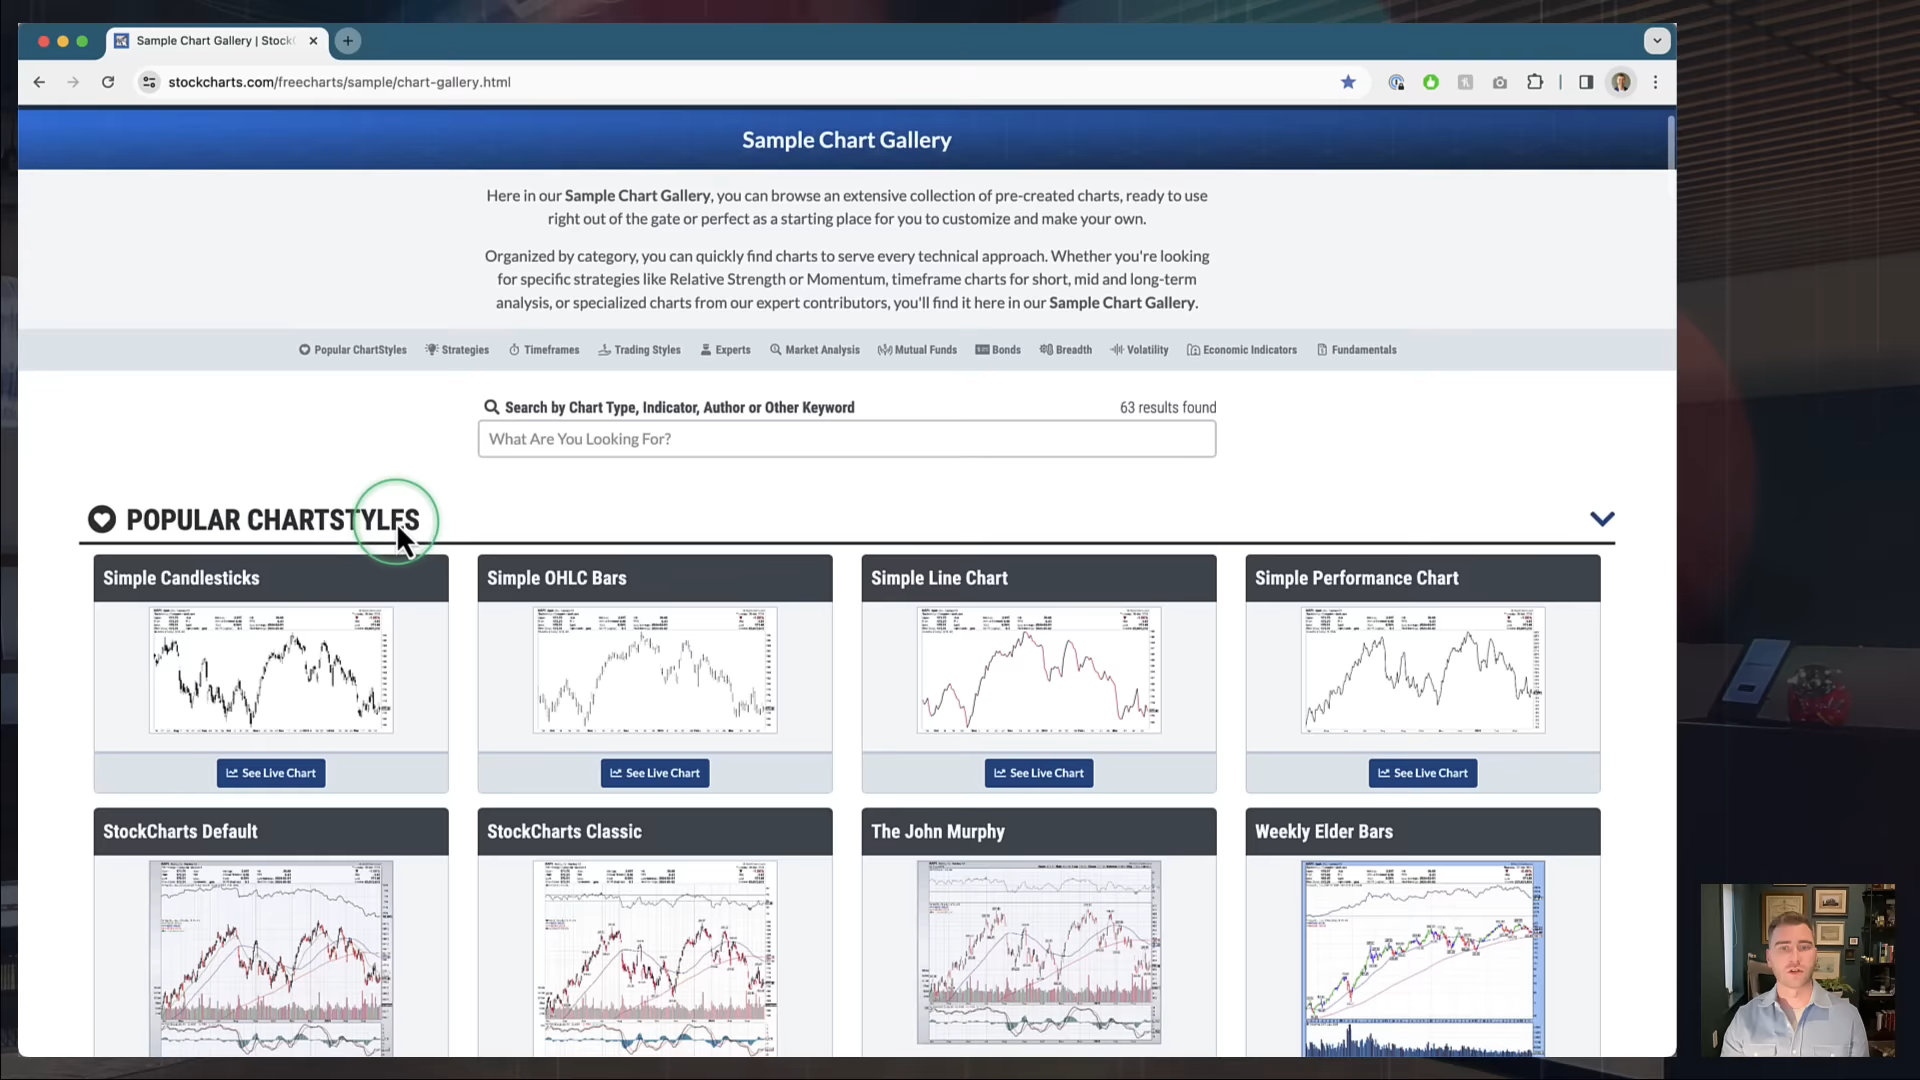 Sample Chart Gallery | Stock
stockcharts.com/freecharts/sample/chart-gallery.html
Sample Chart Gallery
Here in our Sample Chart Gallery, you can browse an extensive collection of pre-created charts, ready to use
right out of the gate or perfect as a starting place for you to customize and make your own.
Organized by category, you can quickly find charts to serve every technical approach. Whether you're looking
for specific strategies like Relative Strength or Momentum, timeframe charts for short, mid and long-term
analysis, or specialized charts from our expert contributors, you'll find it here in our Sample Chart Gallery.
Popular ChartStyles Strategies Timeframes Trading Styles Experts Market Analysis Mutual Funds Bonds Breadth Volatility Economic Indicators Fundamentals
Search by Chart Type, Indicator, Author or Other Keyword 63 results found
What Are You Looking For?
POPULAR CHARTSTYLES
Simple Candlesticks Simple OHLC Bars Simple Line Chart Simple Performance Chart
See Live Chart See Live Chart See Live Chart See Live Chart
StockCharts Default StockCharts Classic The John Murphy Weekly Elder Bars